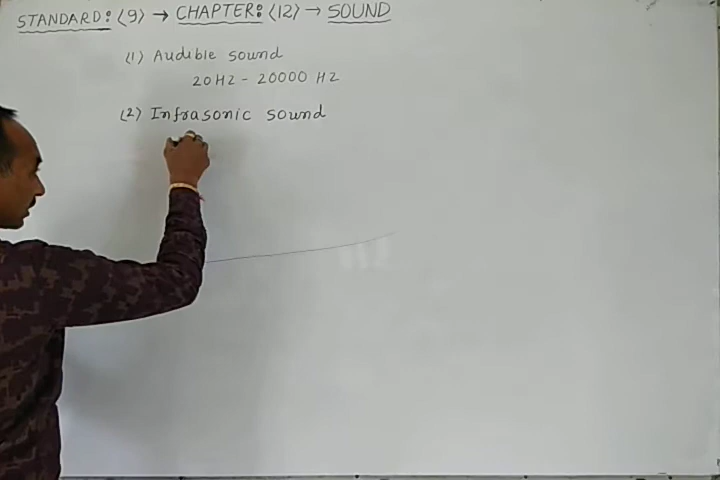 STANDARD: (9) → CHAPTER: (12) → SOUND
(1) Audible sound
20 HZ - 20000 HZ
(2) Infrasonic sound